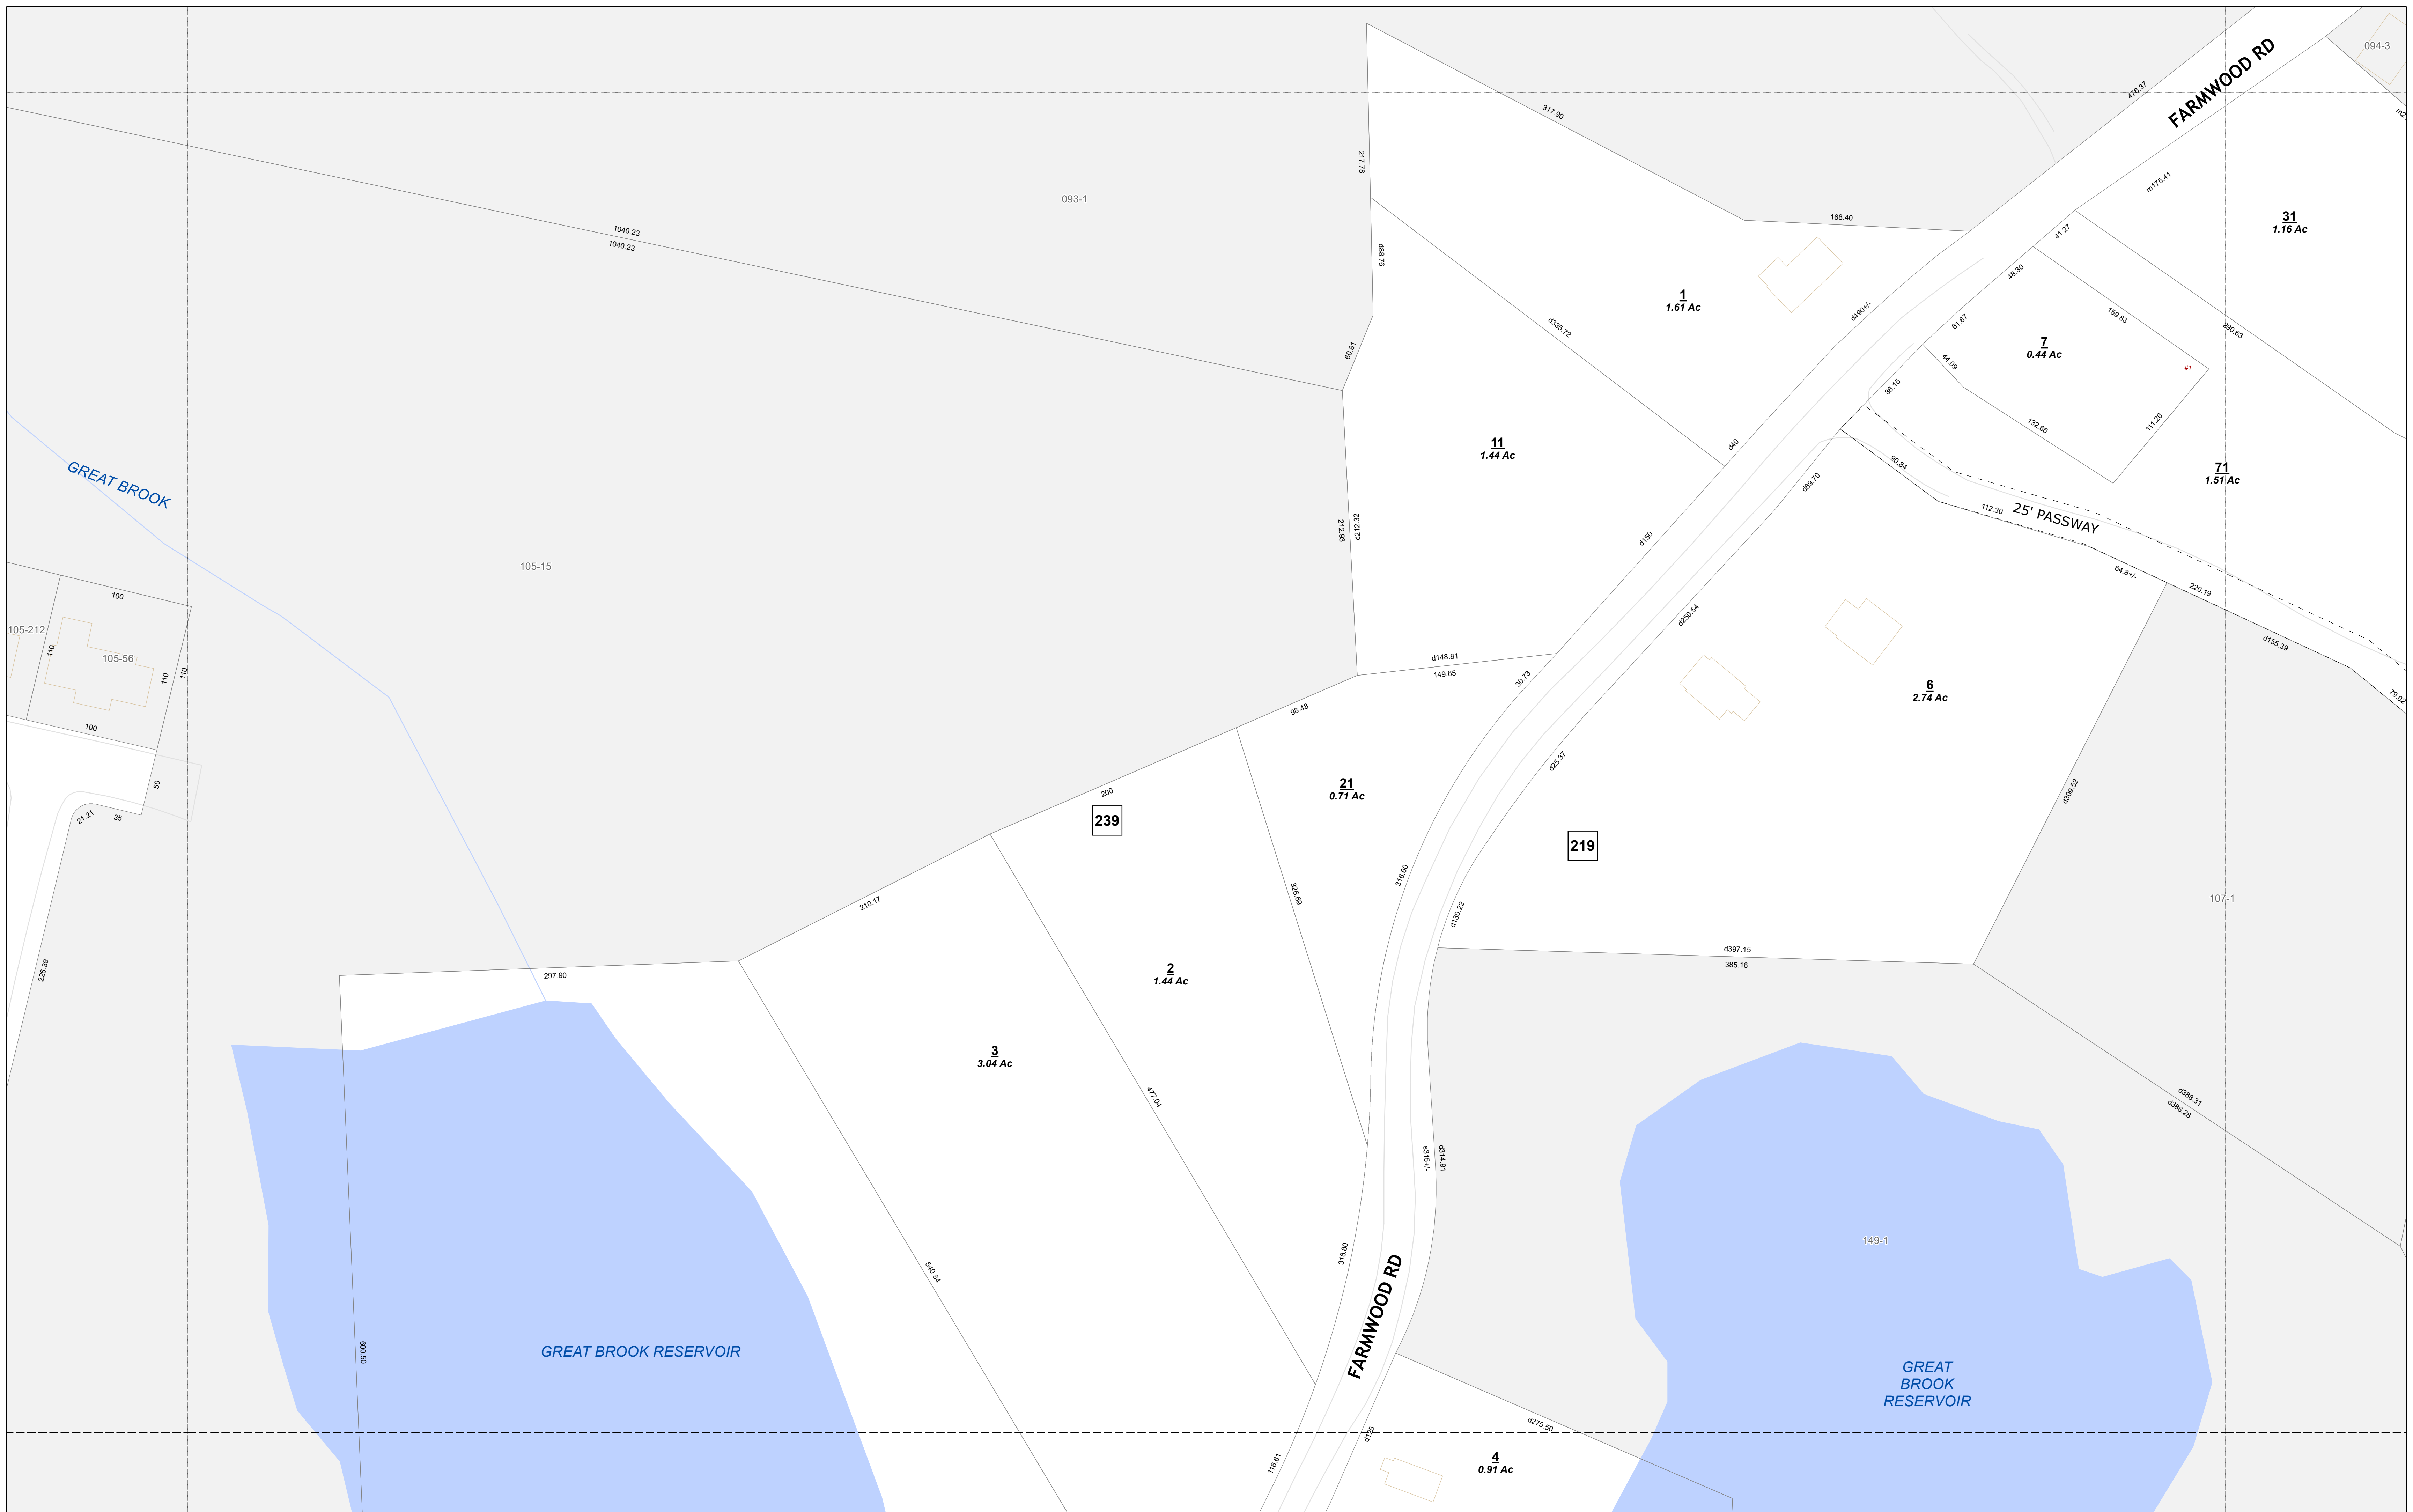 094-3
FARMWOOD RD
476.37
317.90
217.78
d88.76
60.81
1040.23
1040.23
093-1
168.40
m175.41
31
1.16 Ac
41.27
48.30
61.67
88.15
44.09
159.83
290.63
7
0.44 Ac
#1
132.66
111.26
1
1.61 Ac
d490+/-
d335.72
d40
11
1.44 Ac
71
1.51 Ac
25' PASSWAY
90.84
112.30
64.8+/-
220.19
d155.39
79.02
d89.70
d150
212.93
d212.32
GREAT BROOK
105-15
100
105-212
105-56
110
110
110
100
50
35
21.21
226.39
d148.81
149.65
30.73
98.48
d250.54
6
2.74 Ac
21
0.71 Ac
d25.37
d309.52
200
239
219
316.60
326.69
210.17
d130.22
107-1
d397.15
385.16
297.90
2
1.44 Ac
3
3.04 Ac
477.04
d388.31
d388.28
s315+/-
d314.91
318.80
149-1
540.84
600.50
FARMWOOD RD
GREAT BROOK RESERVOIR
GREAT
BROOK
RESERVOIR
d275.50
d125
116.61
4
0.91 Ac